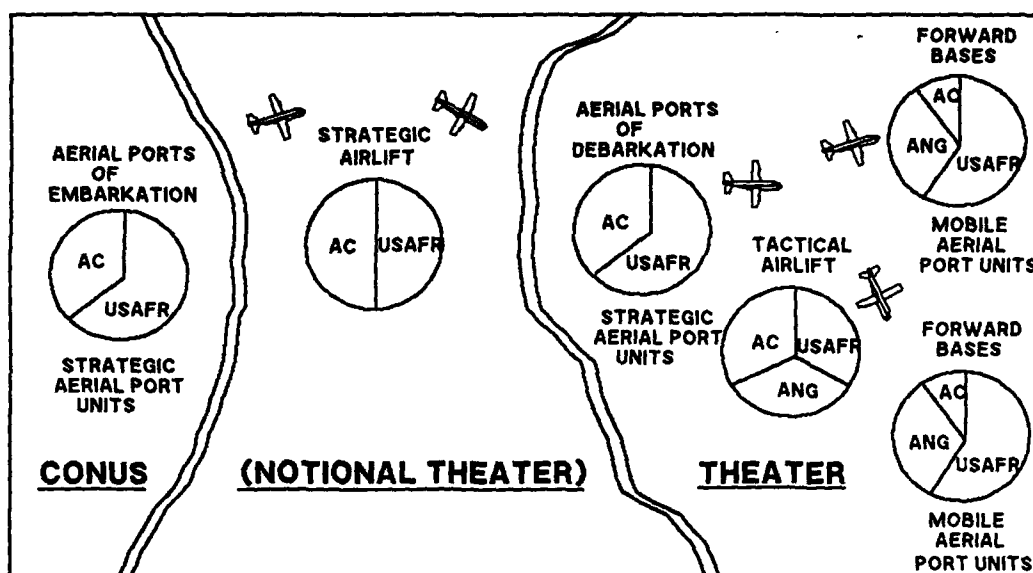 AERIAL PORTS
OF
EMBARKATION
AC
USAFR
STRATEGIC
AERIAL PORT
UNITS
CONUS
STRATEGIC
AIRLIFT
AC
USAFR
(NOTIONAL THEATER)
AERIAL PORTS
OF
DEBARKATION
AC
USAFR
STRATEGIC
AERIAL PORT
UNITS
TACTICAL
AIRLIFT
AC
USAFR
ANG
THEATER
FORWARD
BASES
AC
ANG
USAFR
MOBILE
AERIAL
PORT UNITS
FORWARD
BASES
AC
ANG
USAFR
MOBILE
AERIAL
PORT UNITS